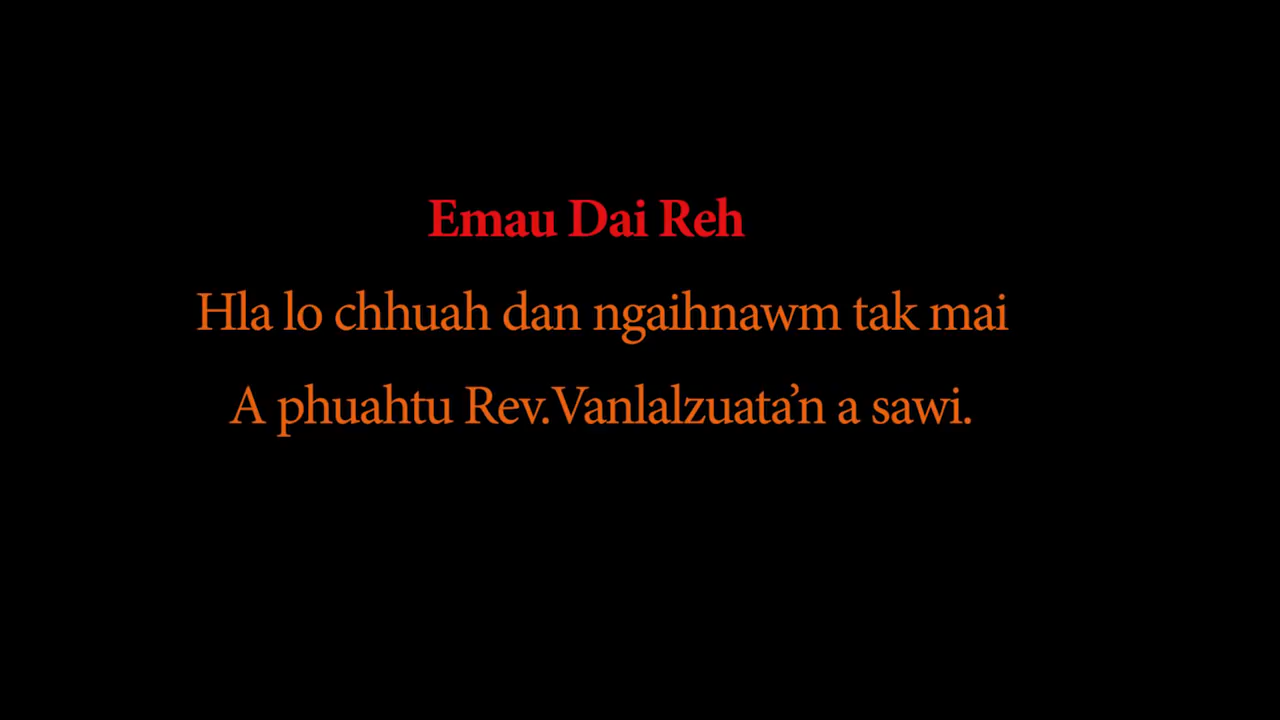 Emau Dai Reh
Hla lo chhuah dan ngaihnawm tak mai
A phuahtu Rev.Vanlalzuata’n a sawi.